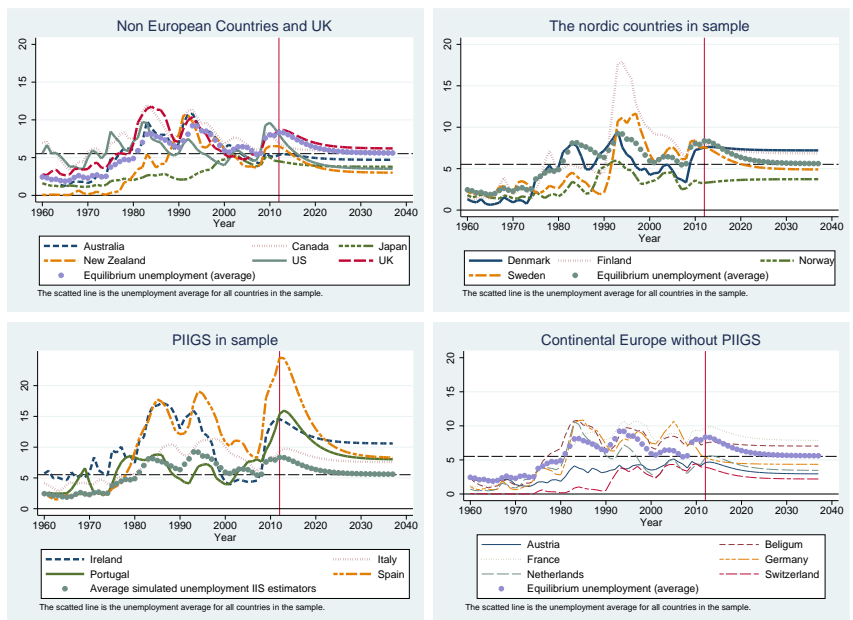 Non European Countries and UK
20
15
10
5
0
1960 1970 1980 1990 2000 2010 2020 2030 2040
Year
Australia Canada Japan
New Zealand US UK
Equilibrium unemployment (average)
The scatted line is the unemployment average for all countries in the sample.
The nordic countries in sample
20
15
10
5
0
1960 1970 1980 1990 2000 2010 2020 2030 2040
Year
Denmark Finland Norway
Sweden Equilibrium unemployment (average)
The scatted line is the unemployment average for all countries in the sample.
PIIGS in sample
20
15
10
5
0
1960 1970 1980 1990 2000 2010 2020 2030 2040
Year
Ireland Italy
Portugal Spain
Average simulated unemployment IIS estimators
The scatted line is the unemployment average for all countries in the sample.
Continental Europe without PIIGS
20
15
10
5
0
1960 1970 1980 1990 2000 2010 2020 2030 2040
Year
Austria Beligum
France Germany
Netherlands Switzerland
Equilibrium unemployment (average)
The scatted line is the unemployment average for all countries in the sample.